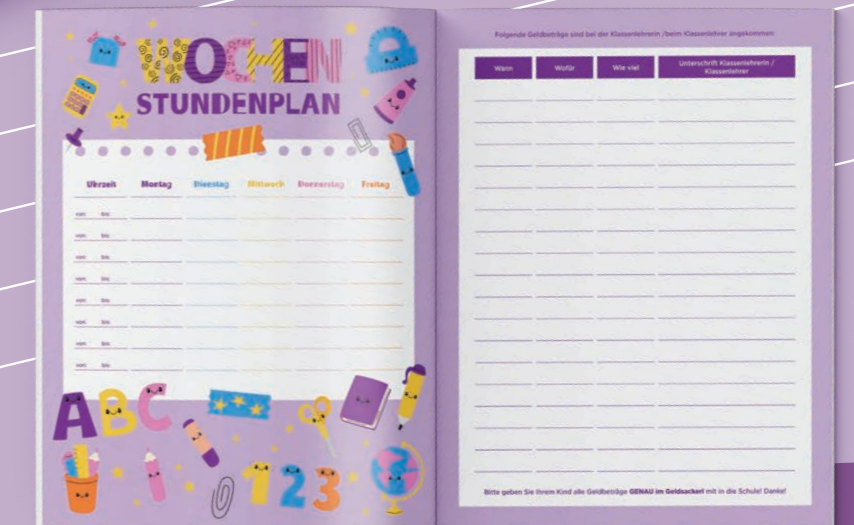 WOCHEN
STUNDENPLAN
Uhrzeit Montag Dienstag Mittwoch Donnerstag Freitag
von: bis:
von: bis:
von: bis:
von: bis:
von: bis:
von: bis:
von: bis:
von: bis:
ABC
123
Folgende Geldbeträge sind bei der Klassenlehrerin /beim Klassenlehrer angekommen:
Wann Wofür Wie viel Unterschrift Klassenlehrerin /
Klassenlehrer
Bitte geben Sie Ihrem Kind alle Geldbeträge GENAU im Geldsackerl mit in die Schule! Danke!